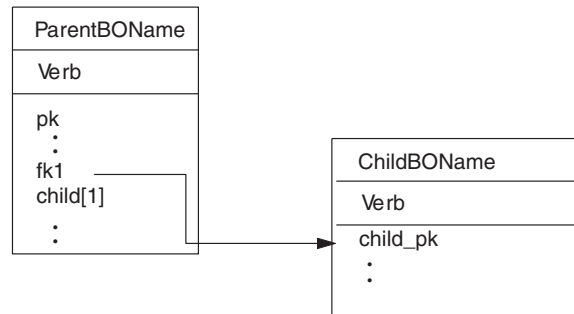 ParentBOName
Verb
pk
fk1
child[1]
ChildBOName
Verb
child_pk